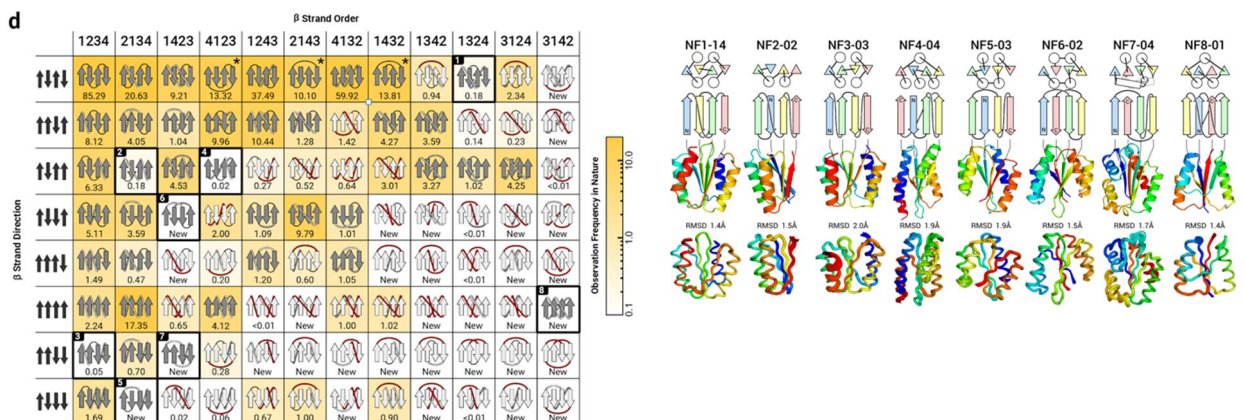 d
β Strand Order
1234 2134 1423 4123 1243 2143 4132 1432 1342 1324 3124 3142
β Strand Direction
* * * 1
85.29 20.63 9.21 13.32 37.49 10.10 59.92 13.81 0.94 0.18 2.34 New
8.12 4.05 1.04 9.96 10.44 1.28 1.42 4.27 3.59 0.14 0.23 New
2 4
6.33 0.18 4.53 0.02 0.27 0.52 0.64 3.01 3.27 1.02 4.25 <0.01
6
5.11 3.59 New 2.00 1.09 9.79 1.01 New New <0.01 New New
1.49 0.47 New 0.20 1.20 0.60 1.05 New New <0.01 New New
8
2.24 17.35 0.65 4.12 <0.01 New 1.00 1.02 New New New New
3 7
0.05 0.70 New 0.28 New New New New New New New New
5
1.69 New 0.02 0.06 0.67 1.00 New 0.90 New <0.01 New New
Observation Frequency in Nature
10.0
1.0
0.1
NF1-14 NF2-02 NF3-03 NF4-04 NF5-03 NF6-02 NF7-04 NF8-01
RMSD 1.4Å RMSD 1.5Å RMSD 2.0Å RMSD 1.9Å RMSD 1.9Å RMSD 1.5Å RMSD 1.7Å RMSD 1.4Å